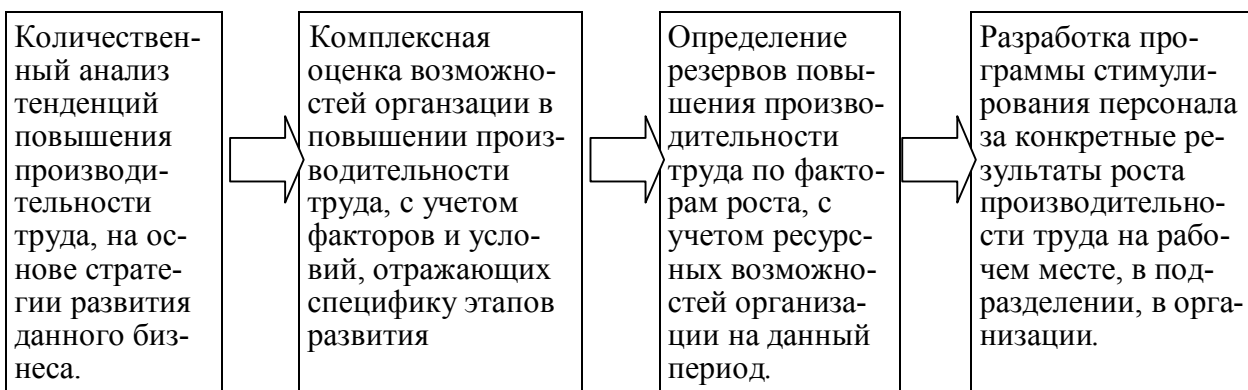 Количествен-
ный анализ
тенденций
повышения
производи-
тельности
труда, на ос-
нове страте-
гии развития
данного биз-
неса.
Комплексная
оценка возможно-
стей органзации в
повышении произ-
водительности
труда, с учетом
факторов и усло-
вий, отражающих
специфику этапов
развития
Определение
резервов повы-
шения произво-
дительности
труда по факто-
рам роста, с
учетом ресурс-
ных возможно-
стей организа-
ции на данный
период.
Разработка про-
граммы стимули-
рования персонала
за конкретные ре-
зультаты роста
производительно-
сти труда на рабо-
чем месте, в под-
разделении, в орга-
низации.